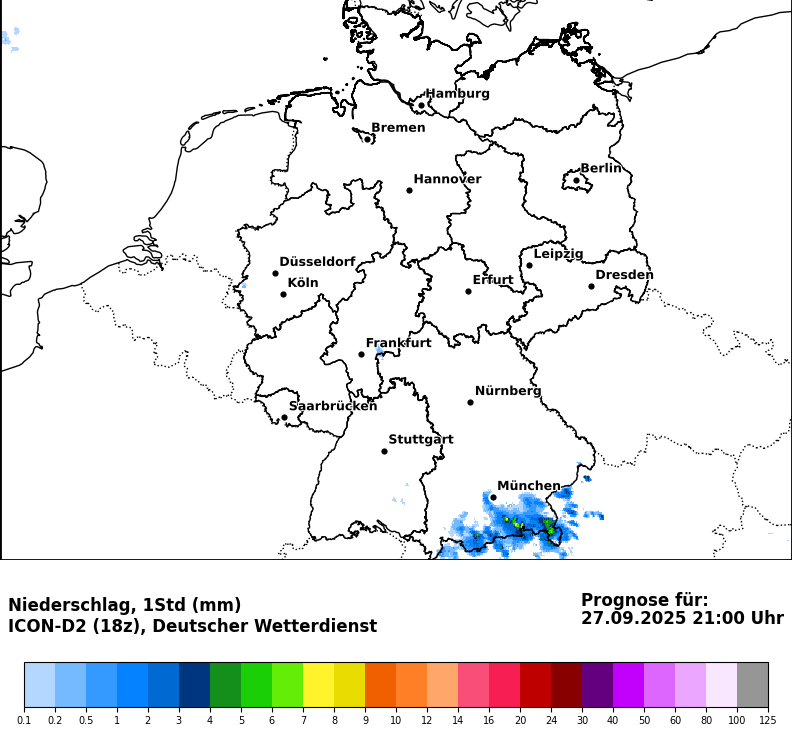 Hamburg
Bremen
Berlin
Hannover
Leipzig
Düsseldorf
Dresden
Köln
Erfurt
Frankfurt
Nürnberg
Saarbrücken
Stuttgart
München
Niederschlag, 1Std (mm)
ICON-D2 (18z), Deutscher Wetterdienst
Prognose für:
27.09.2025 21:00 Uhr
0.1 0.2 0.5 1 2 3 4 5 6 7 8 9 10 12 14 16 20 24 30 40 50 60 80 100 125